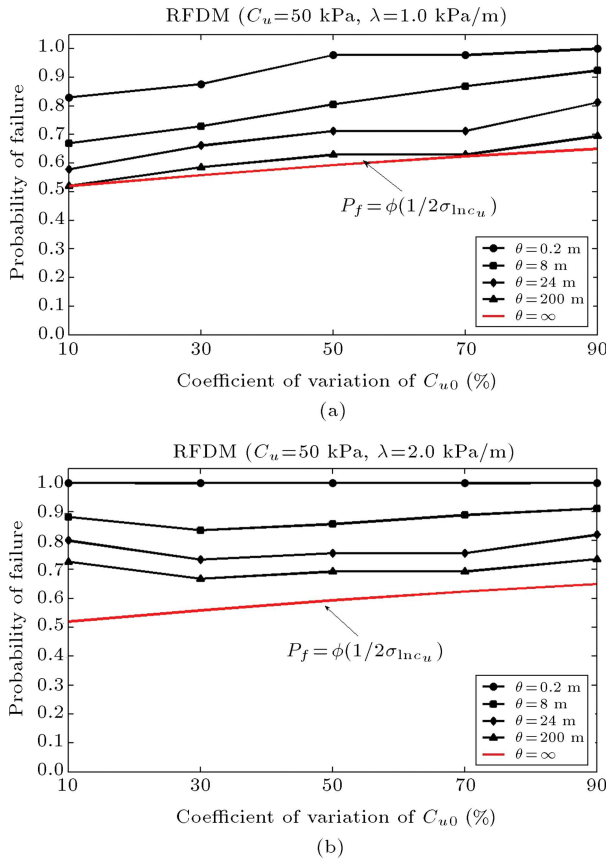 RFDM (Cu=50 kPa, λ=1.0 kPa/m)
Probability of failure
1.0
0.9
0.8
0.7
0.6
0.5
0.4
0.3
0.2
0.1
0.0
Pf=ϕ(1/2σlncu)
θ=0.2 m
θ=8 m
θ=24 m
θ=200 m
θ=∞
10 30 50 70 90
Coefficient of variation of Cu0 (%)
(a)
RFDM (Cu=50 kPa, λ=2.0 kPa/m)
Probability of failure
1.0
0.9
0.8
0.7
0.6
0.5
0.4
0.3
0.2
0.1
0.0
Pf=ϕ(1/2σlncu)
θ=0.2 m
θ=8 m
θ=24 m
θ=200 m
θ=∞
10 30 50 70 90
Coefficient of variation of Cu0 (%)
(b)